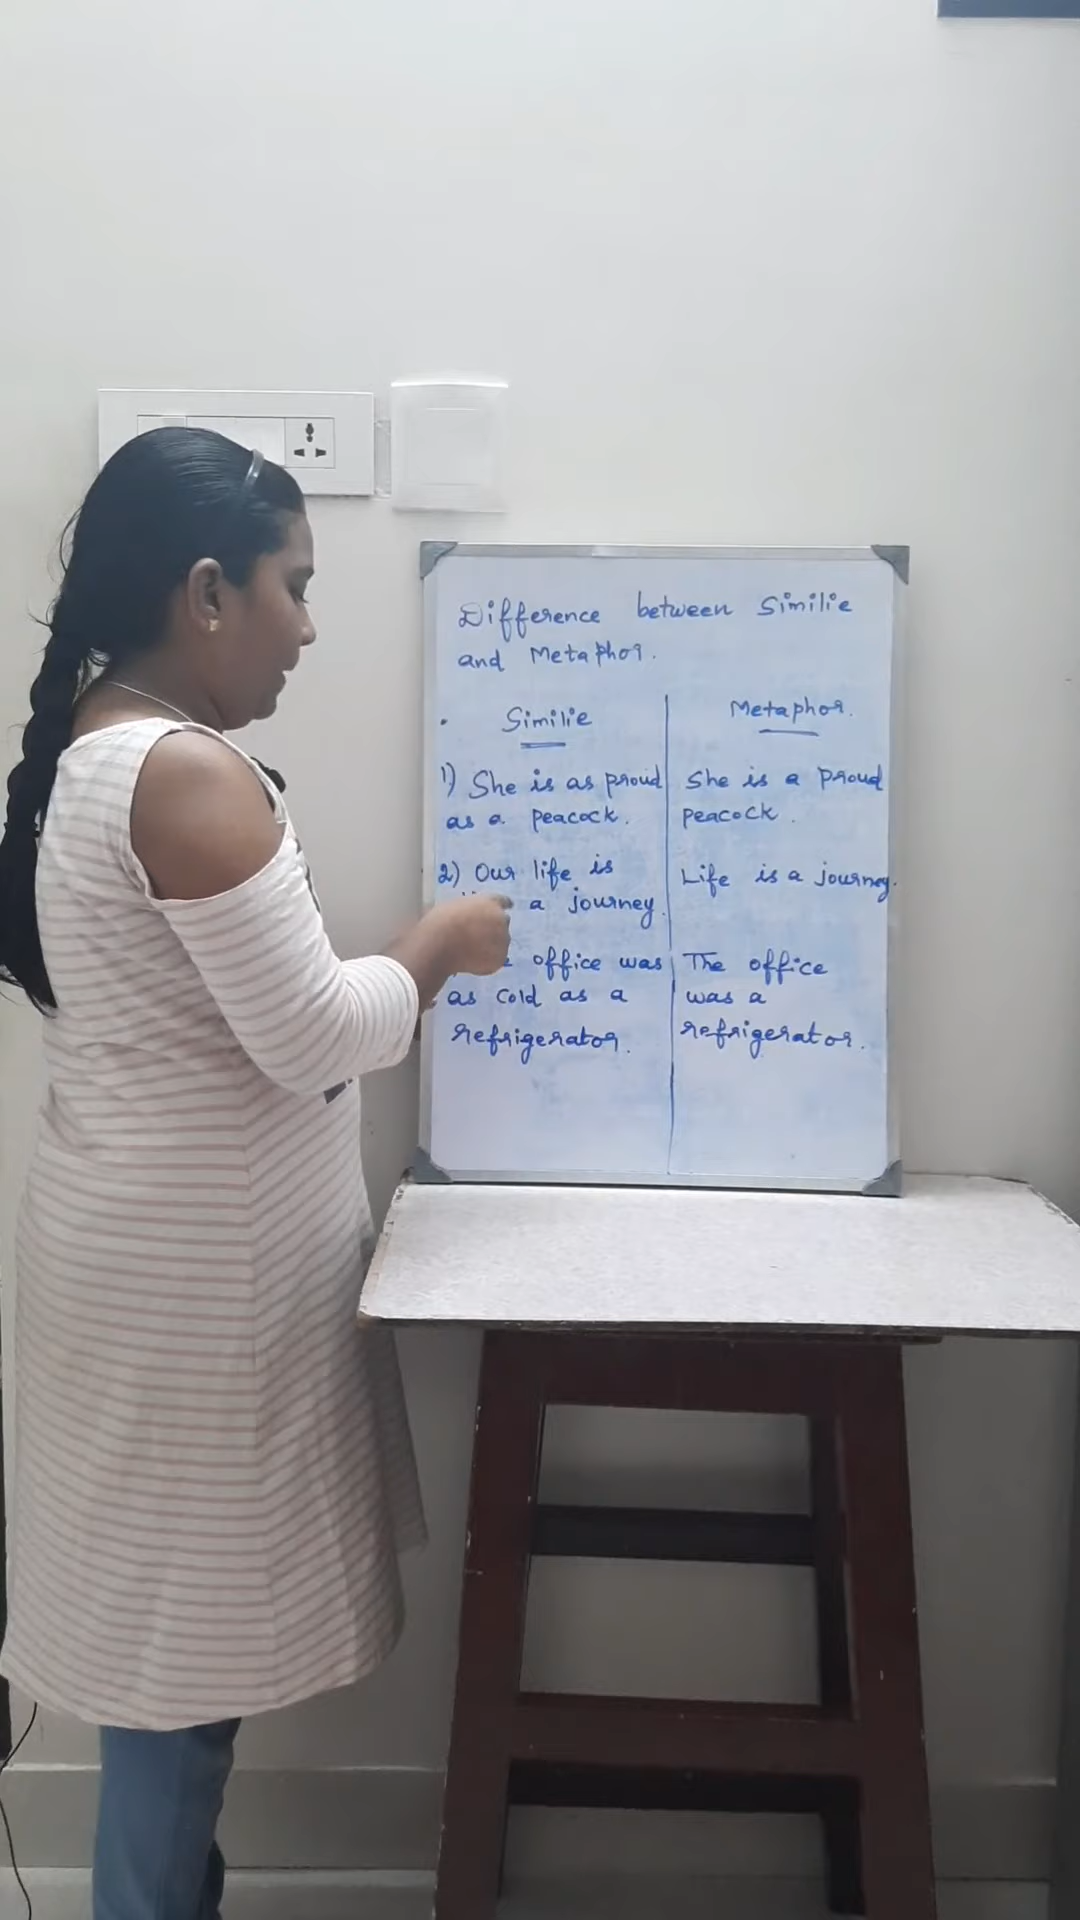 Difference between Similie
and Metaphor.
Similie
1) She is as proud
as a peacock.
2) Our life is
a journey.
office was
as cold as a
refrigerator.
Metaphor.
She is a proud
peacock.
Life is a journey.
The office
was a
refrigerator.